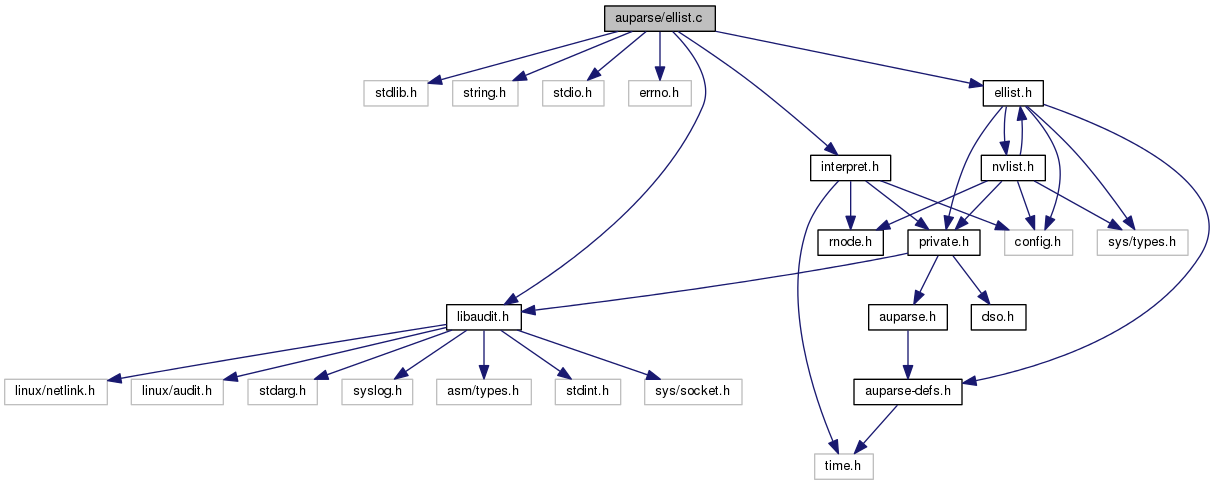 auparse/ellist.c
stdlib.h
string.h
stdio.h
errno.h
ellist.h
interpret.h
nvlist.h
rnode.h
private.h
config.h
sys/types.h
libaudit.h
auparse.h
dso.h
linux/netlink.h
linux/audit.h
stdarg.h
syslog.h
asm/types.h
stdint.h
sys/socket.h
auparse-defs.h
time.h